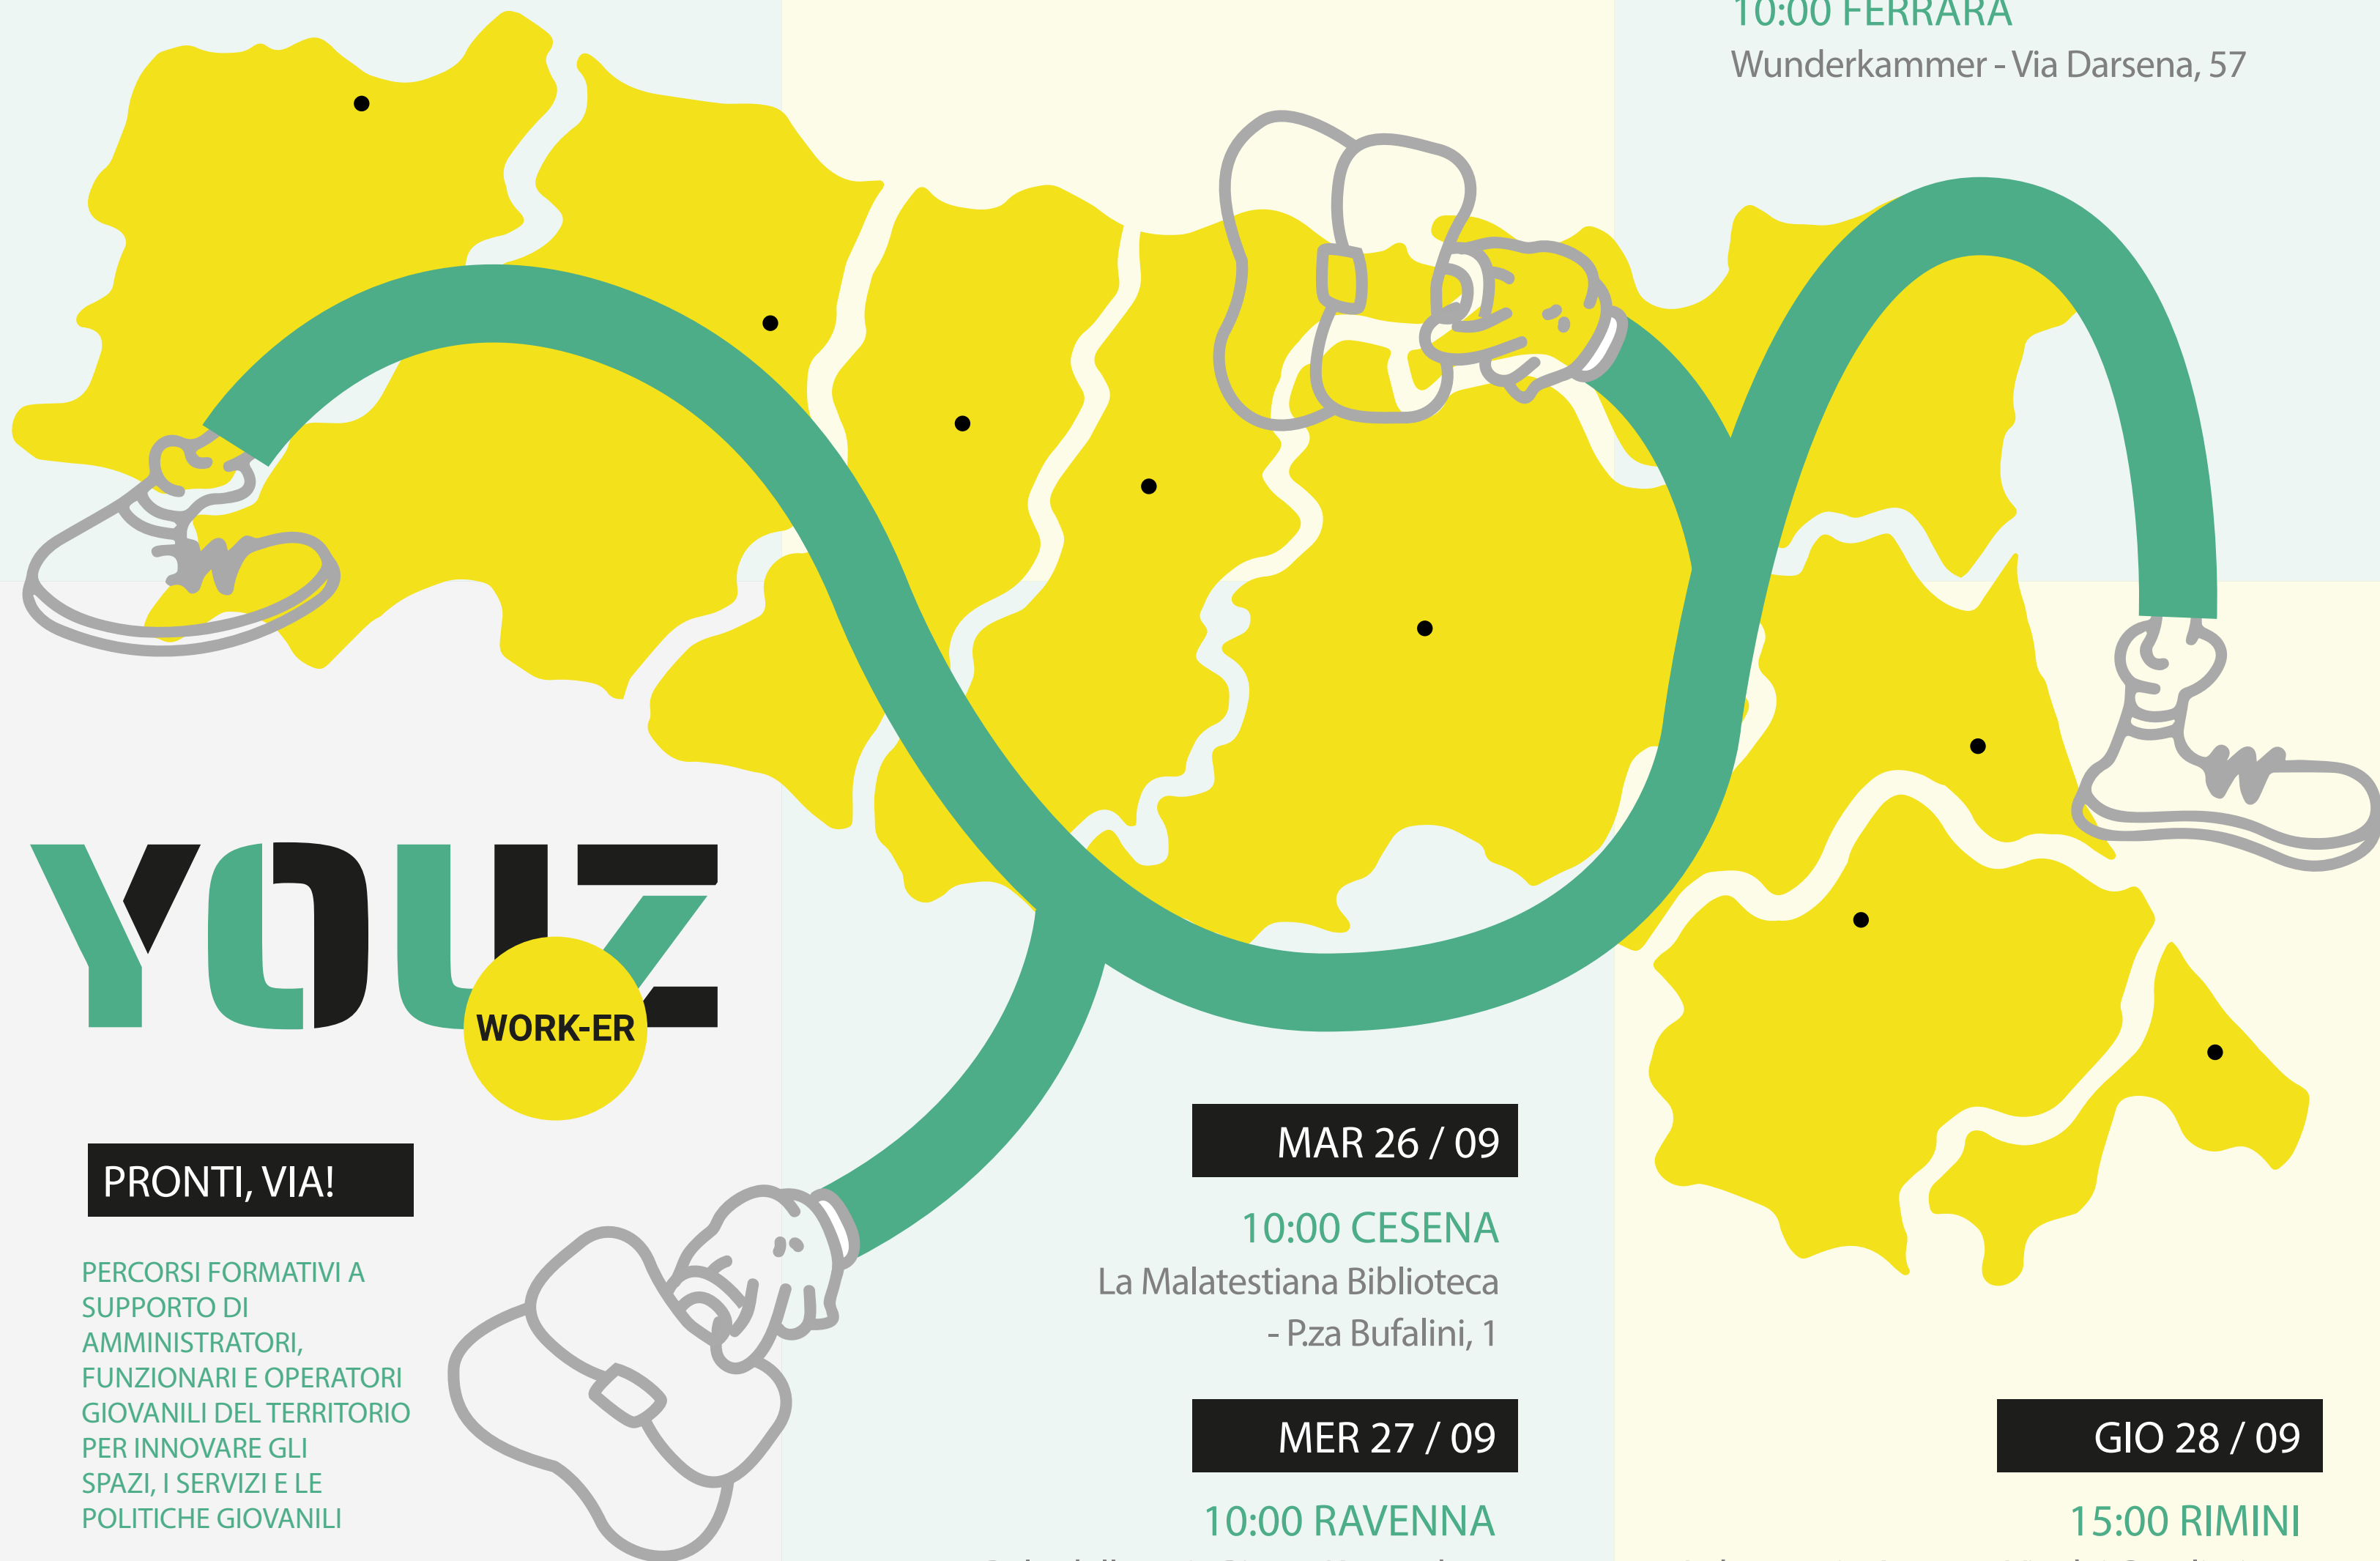 10:00 FERRARA
Wunderkammer - Via Darsena, 57
YOUZ
WORK-ER
PRONTI, VIA!
PERCORSI FORMATIVI A
SUPPORTO DI
AMMINISTRATORI,
FUNZIONARI E OPERATORI
GIOVANILI DEL TERRITORIO
PER INNOVARE GLI
SPAZI, I SERVIZI E LE
POLITICHE GIOVANILI
MAR 26 / 09
10:00 CESENA
La Malatestiana Biblioteca
- P.za Bufalini, 1
MER 27 / 09
10:00 RAVENNA
GIO 28 / 09
15:00 RIMINI